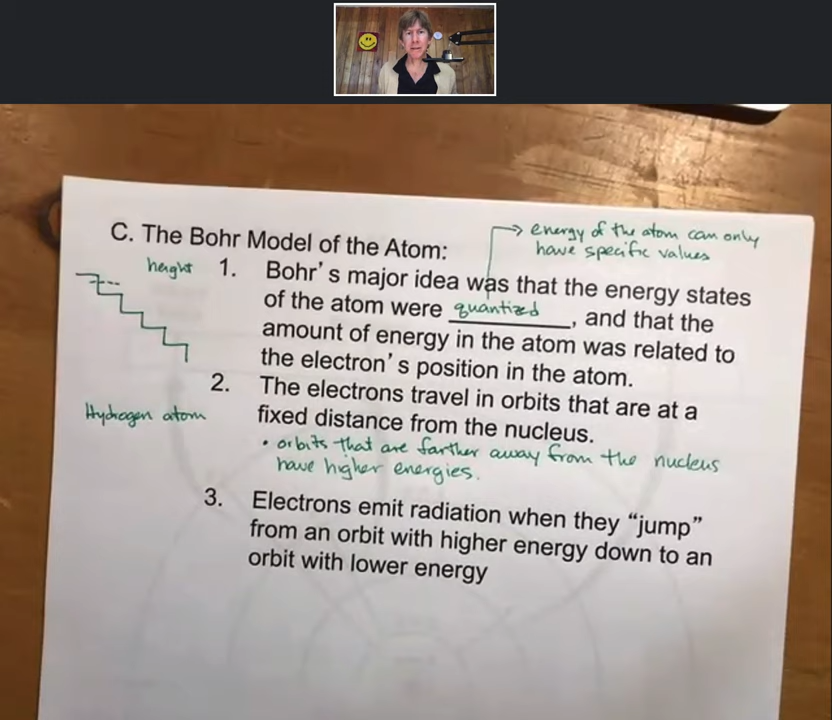 C. The Bohr Model of the Atom:
energy of the atom can only
have specific values
height
1. Bohr's major idea was that the energy states
of the atom were quantized, and that the
amount of energy in the atom was related to
the electron's position in the atom.
2. The electrons travel in orbits that are at a
fixed distance from the nucleus.
Hydrogen atom
• orbits that are farther away from the nucleus
have higher energies.
3. Electrons emit radiation when they “jump”
from an orbit with higher energy down to an
orbit with lower energy